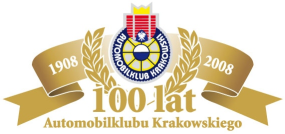 AUTOMOBILKLUB KRAKOWSKI
1908
2008
100 lat
Automobilklubu Krakowskiego